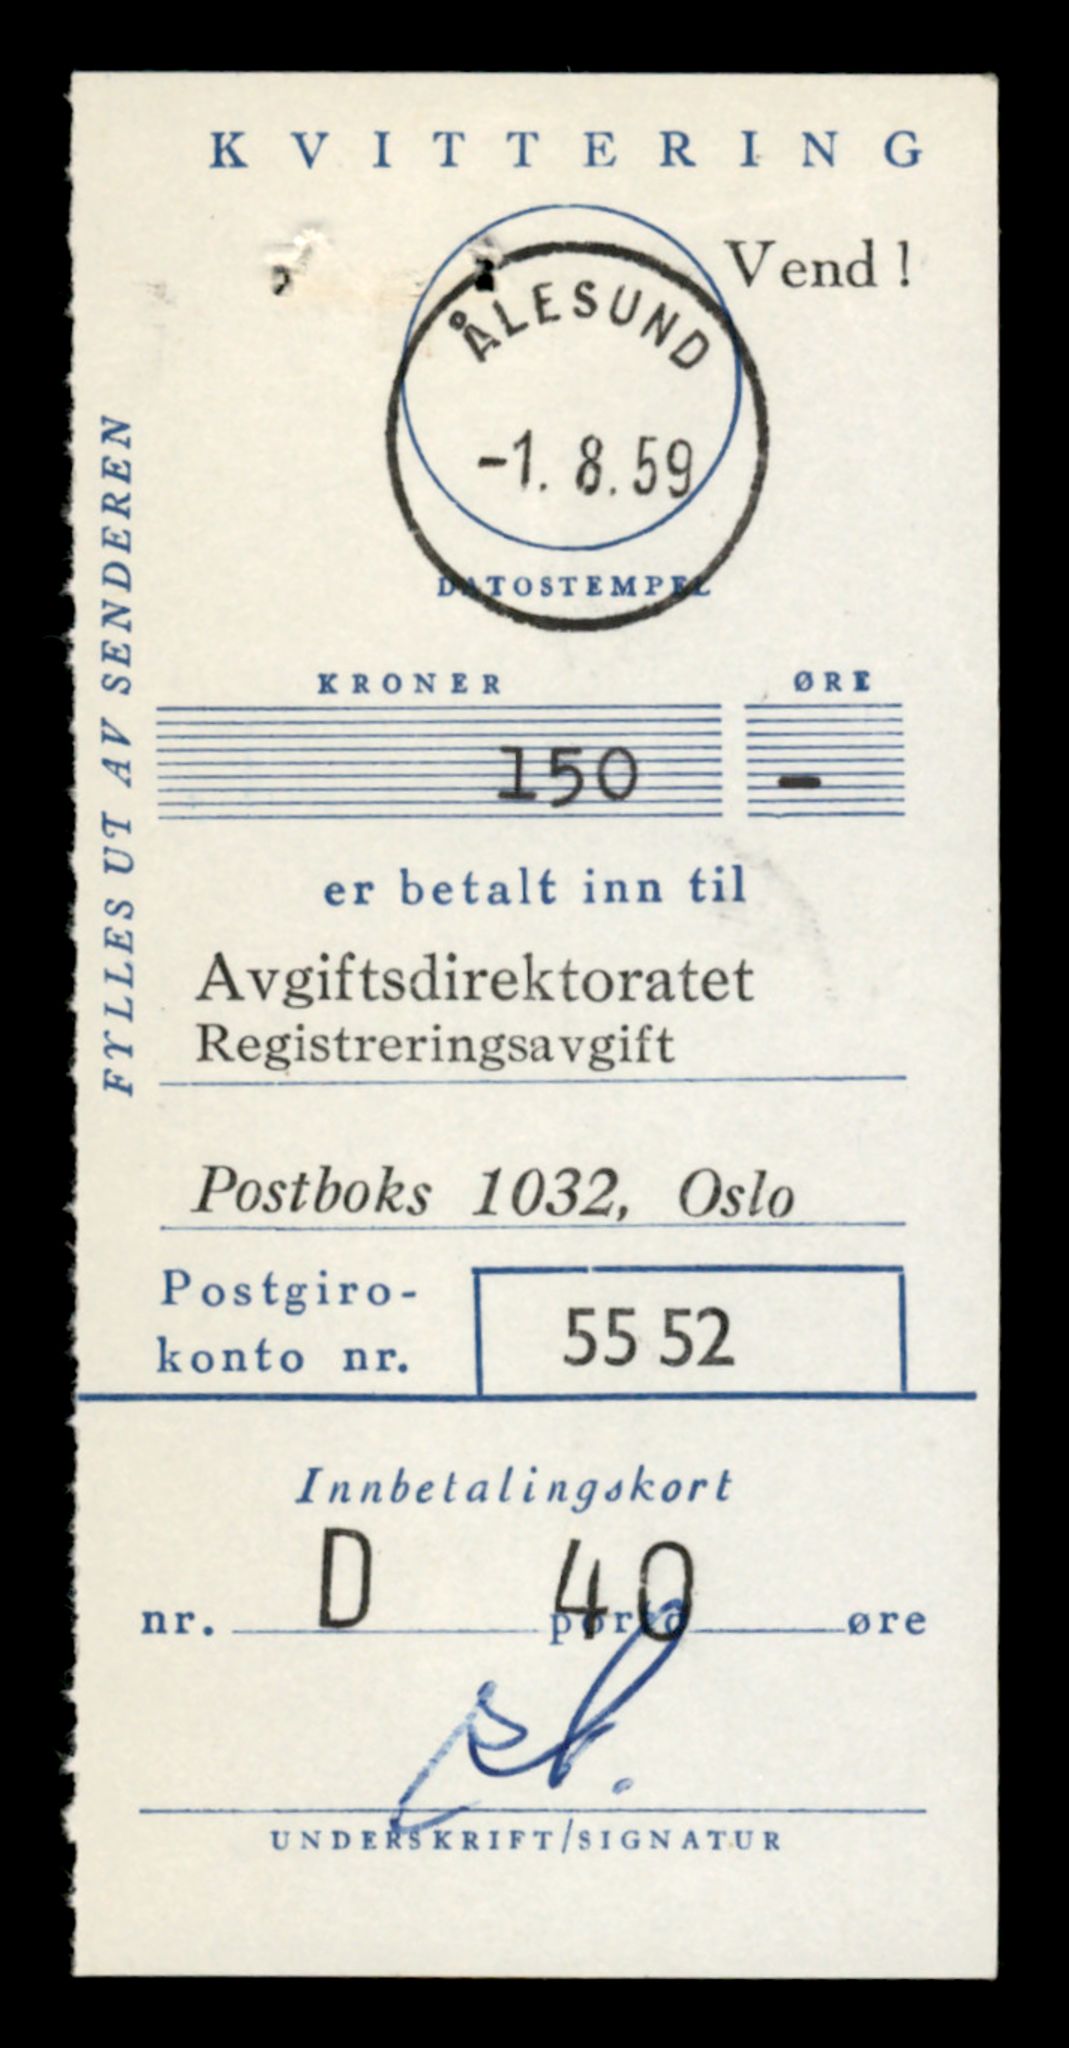 KVITTERING
Vend !
ÅLESUND
-1. 8. 59
DATOSTEMPEL
FYLLES UT AV SENDEREN
KRONER ØRE
150 -
er betalt inn til
Avgiftsdirektoratet
Registreringsavgift
Postboks 1032, Oslo
Postgiro-
konto nr.
55 52
Innbetalingskort
D 40
nr. porto øre
UNDERSKRIFT/SIGNATUR